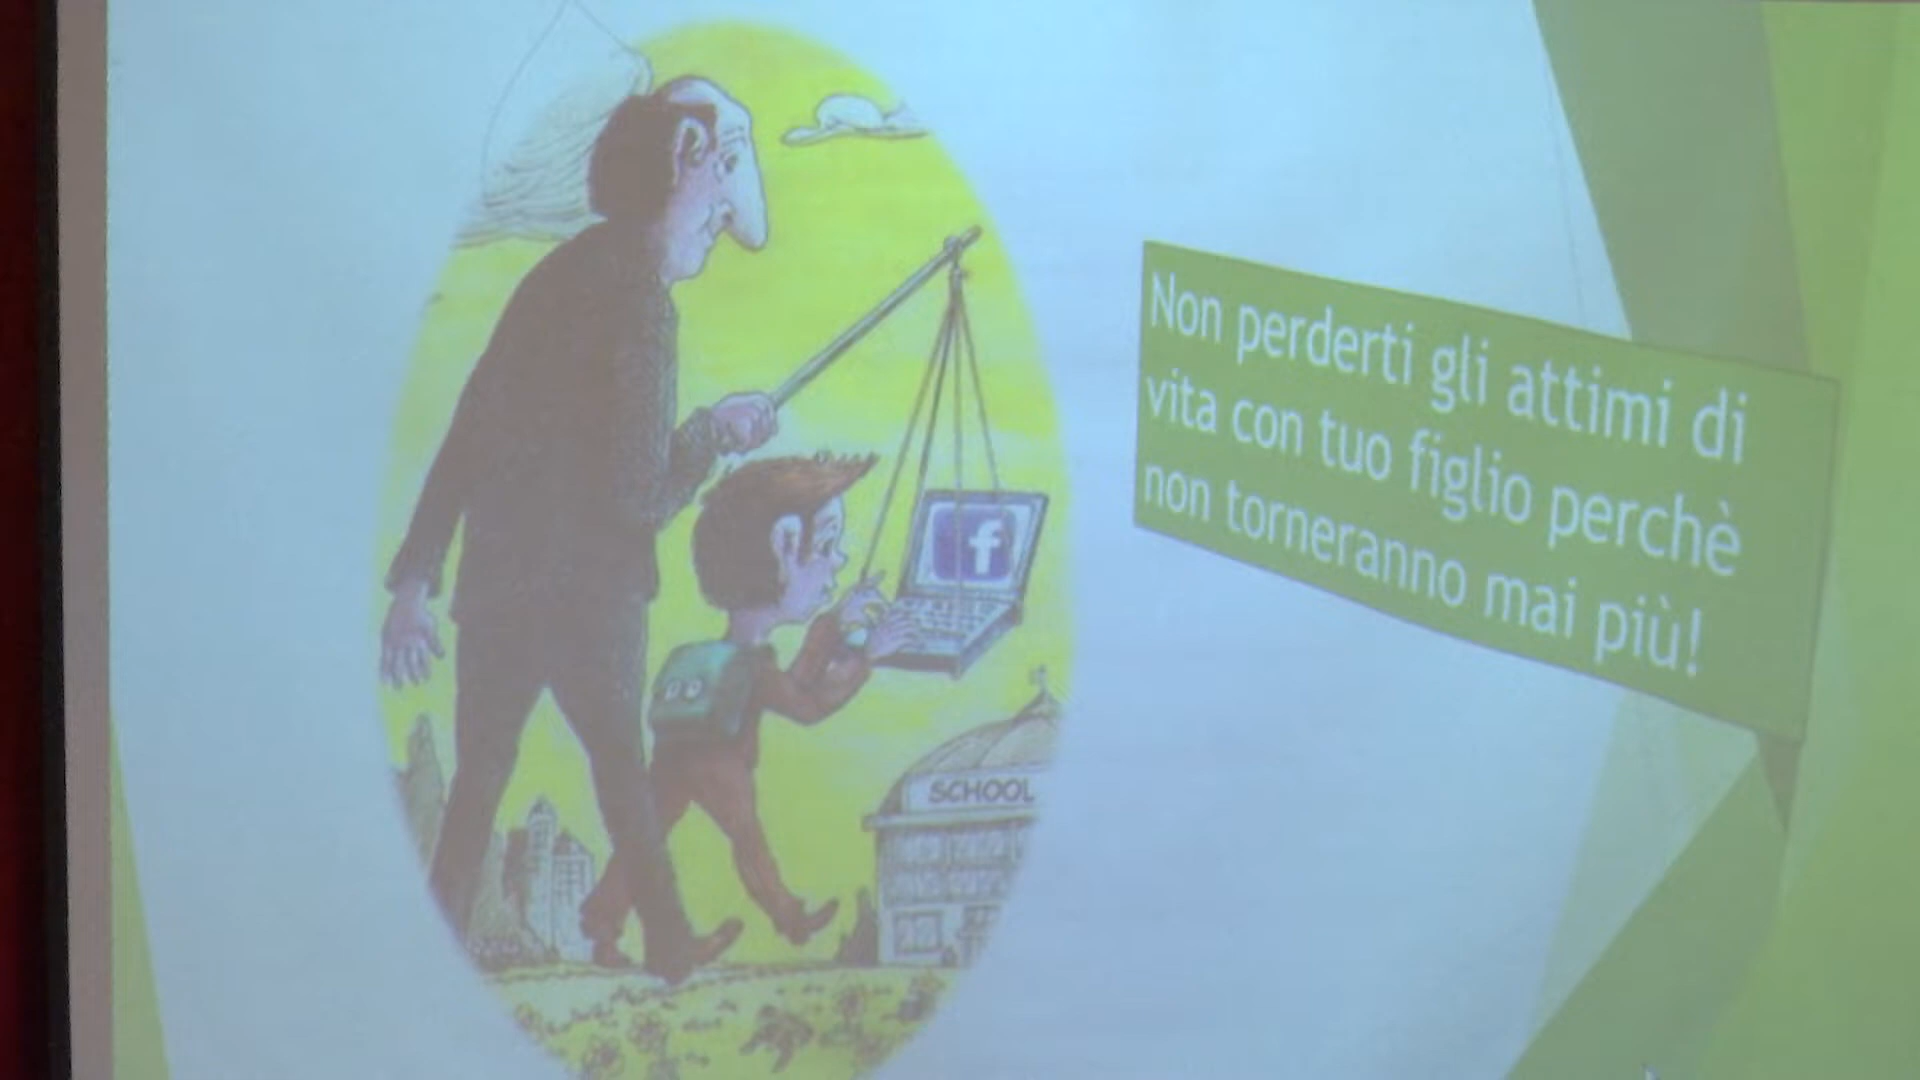 Non perderti gli attimi di
vita con tuo figlio perchè
non torneranno mai più!
f
SCHOOL